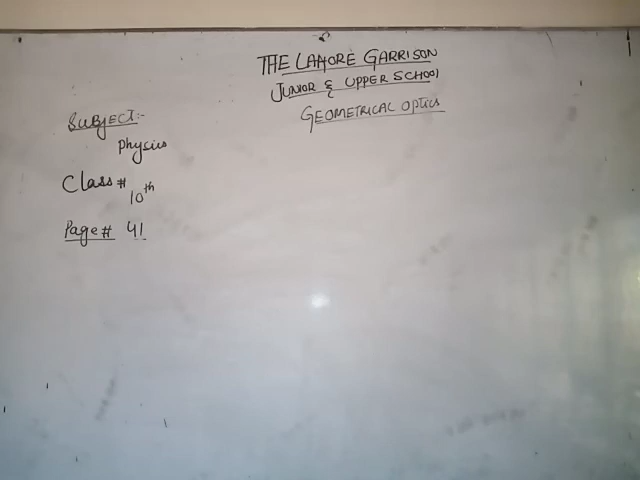 THE LAHORE GARRISON
JUNIOR & UPPER SCHOOL
GEOMETRICAL Optics
SUBJECT:-
Physics
Class #
10th
Page # 41